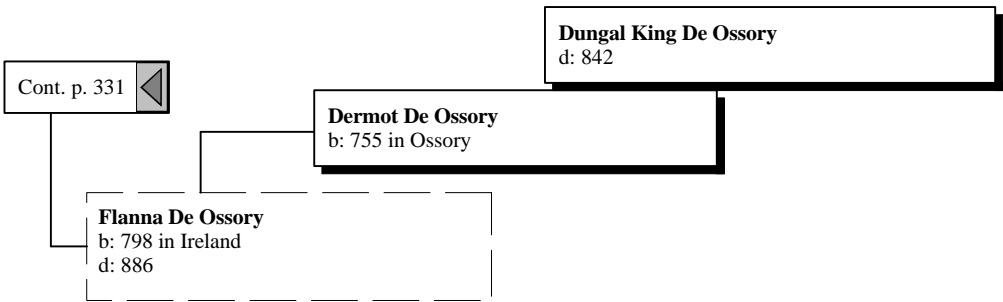 Dungal King De Ossory
d: 842
Cont. p. 331
Dermot De Ossory
b: 755 in Ossory
Flanna De Ossory
b: 798 in Ireland
d: 886